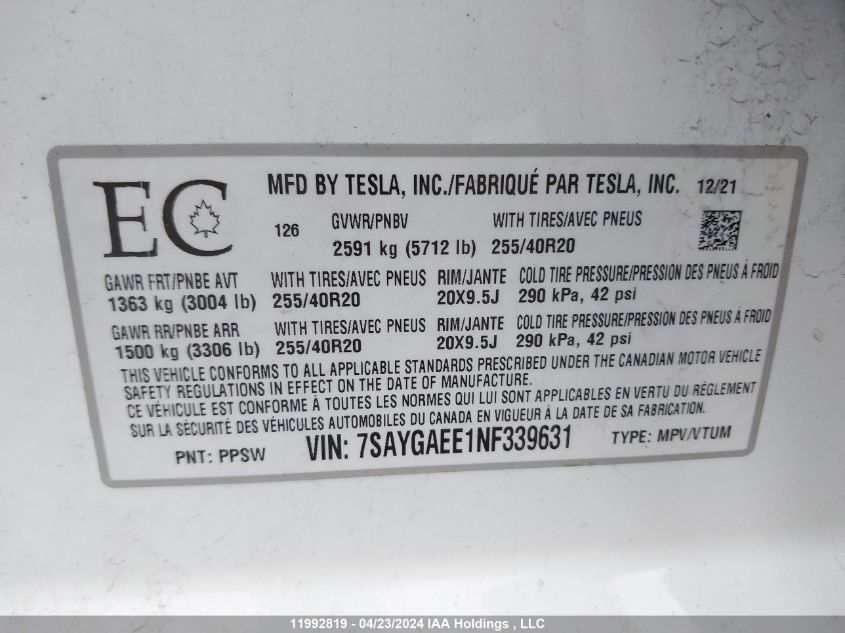 EC
MFD BY TESLA, INC./FABRIQUÉ PAR TESLA, INC. 12/21
126 GVWR/PNBV WITH TIRES/AVEC PNEUS
2591 kg (5712 lb) 255/40R20
GAWR FRT/PNBE AVT WITH TIRES/AVEC PNEUS RIM/JANTE COLD TIRE PRESSURE/PRESSION DES PNEUS À FROID
1363 kg (3004 lb) 255/40R20 20X9.5J 290 kPa, 42 psi
GAWR RR/PNBE ARR WITH TIRES/AVEC PNEUS RIM/JANTE COLD TIRE PRESSURE/PRESSION DES PNEUS À FROID
1500 kg (3306 lb) 255/40R20 20X9.5J 290 kPa, 42 psi
THIS VEHICLE CONFORMS TO ALL APPLICABLE STANDARDS PRESCRIBED UNDER THE CANADIAN MOTOR VEHICLE
SAFETY REGULATIONS IN EFFECT ON THE DATE OF MANUFACTURE.
CE VÉHICULE EST CONFORME À TOUTES LES NORMES QUI LUI SONT APPLICABLES EN VERTU DU RÉGLEMENT
SUR LA SÉCURITÉ DES VÉHICULES AUTOMOBILES DU CANADA EN VIGUEUR À LA DATE DE SA FABRICATION.
PNT: PPSW VIN: 7SAYGAEE1NF339631 TYPE: MPV/VTUM
11992819 - 04/23/2024 IAA Holdings , LLC